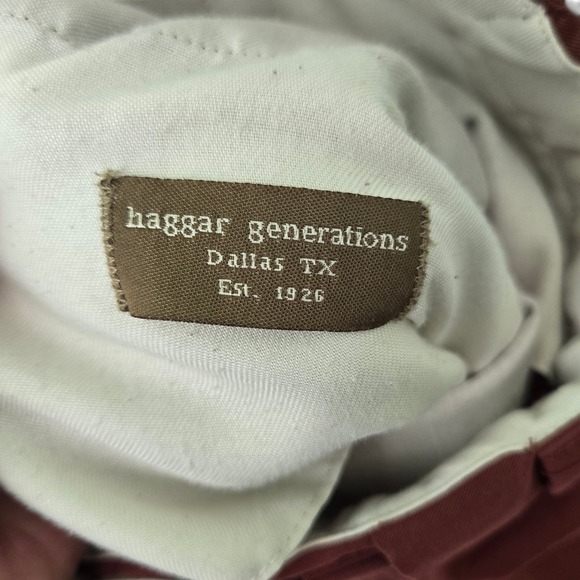 haggar generations
Dallas TX
Est. 1926